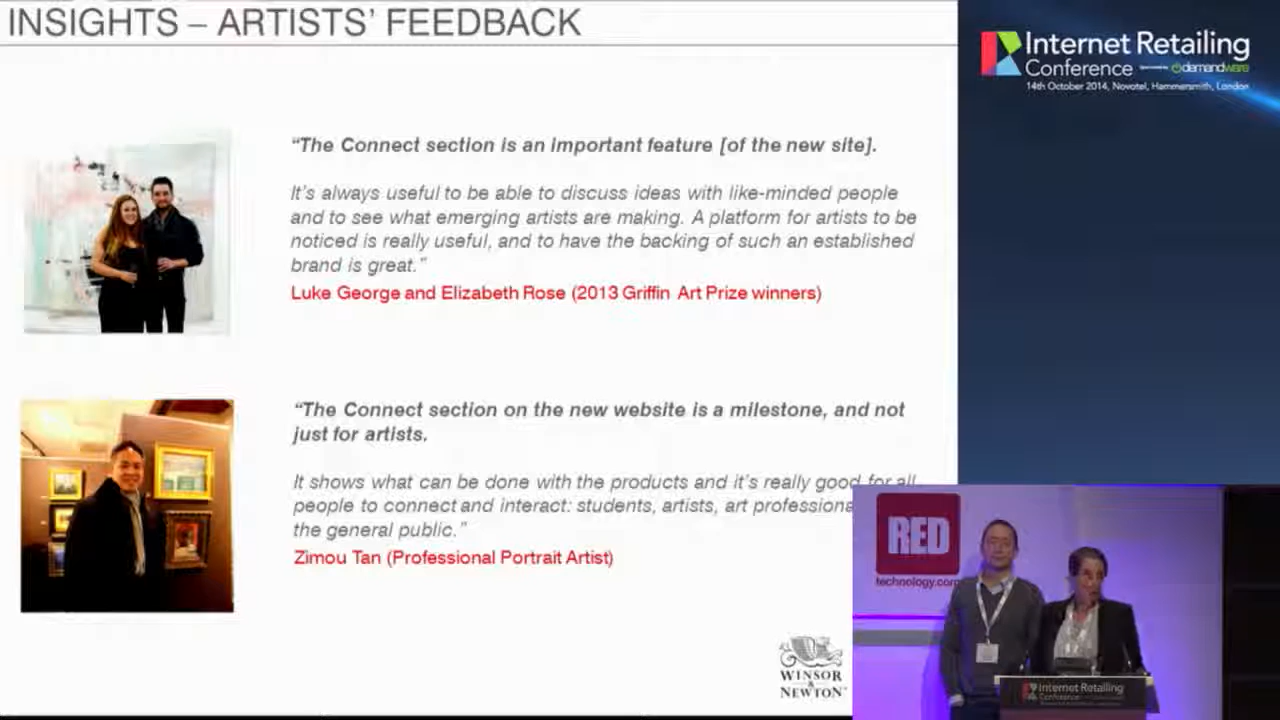 INSIGHTS – ARTISTS' FEEDBACK
Internet Retailing
Conference
demandware
14th October 2014, Novotel, Hammersmith, London
“The Connect section is an important feature [of the new site].
It's always useful to be able to discuss ideas with like-minded people
and to see what emerging artists are making. A platform for artists to be
noticed is really useful, and to have the backing of such an established
brand is great.”
Luke George and Elizabeth Rose (2013 Griffin Art Prize winners)
“The Connect section on the new website is a milestone, and not
just for artists.
It shows what can be done with the products and it's really good for all
people to connect and interact: students, artists, art professiona
the general public.”
Zimou Tan (Professional Portrait Artist)
WINSOR
&
NEWTON
RED
technology.com
Internet Retailing
Conference